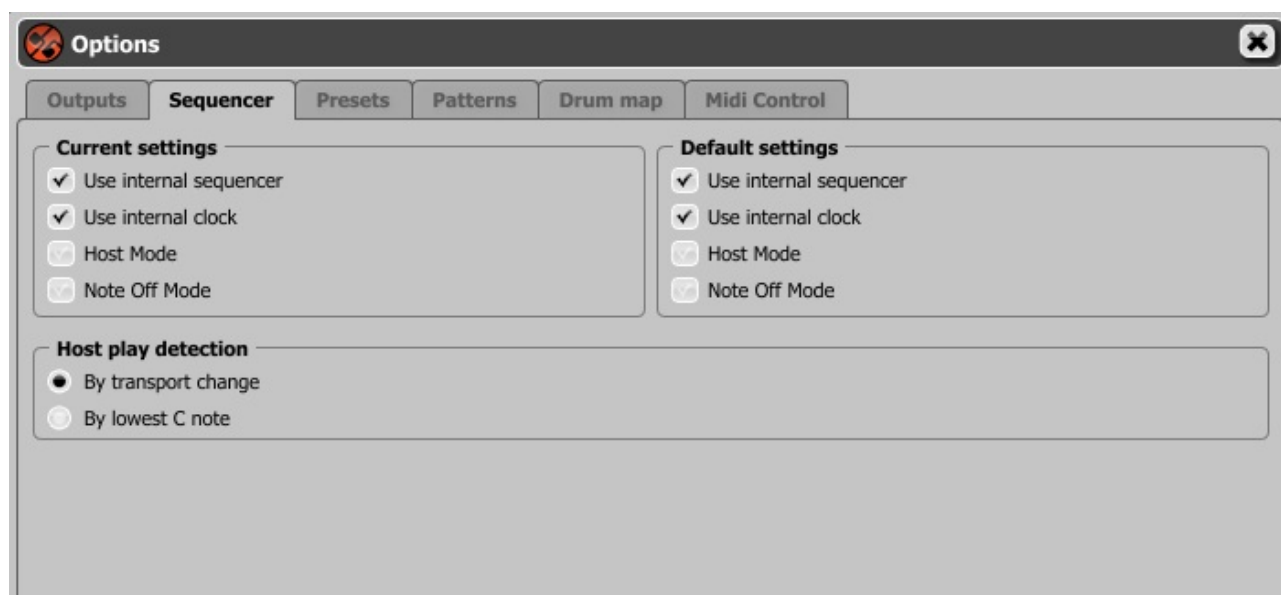 Options
Outputs Sequencer Presets Patterns Drum map Midi Control
Current settings
Use internal sequencer
Use internal clock
Host Mode
Note Off Mode
Default settings
Use internal sequencer
Use internal clock
Host Mode
Note Off Mode
Host play detection
By transport change
By lowest C note